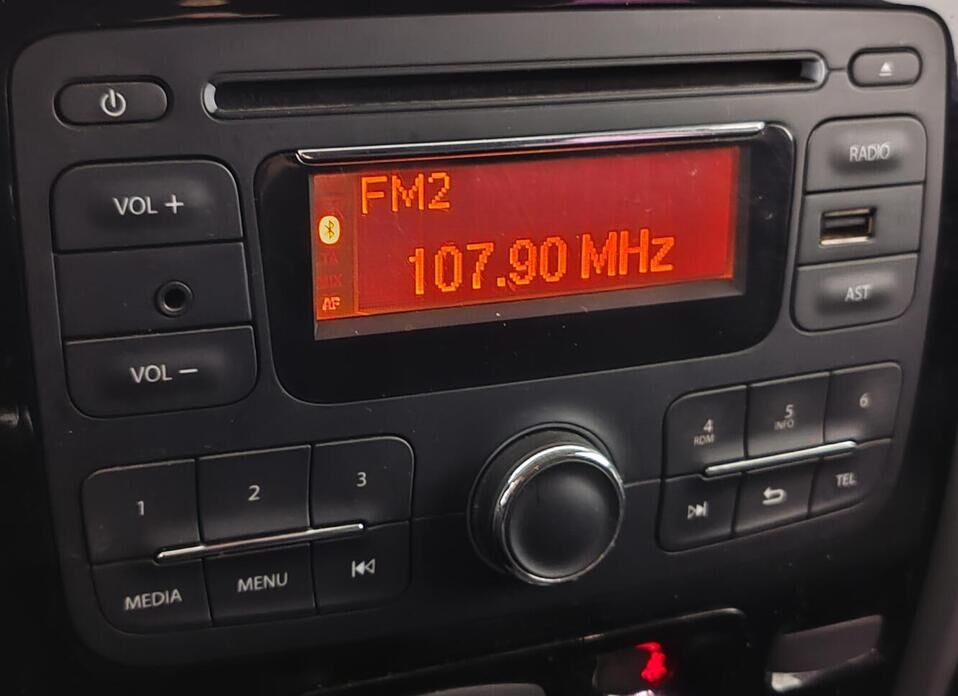 RADIO
VOL +
FM2
107.90 MHz
TA
AF
AST
VOL −
1
2
3
4
RDM
5
INFO
6
MEDIA
MENU
TEL